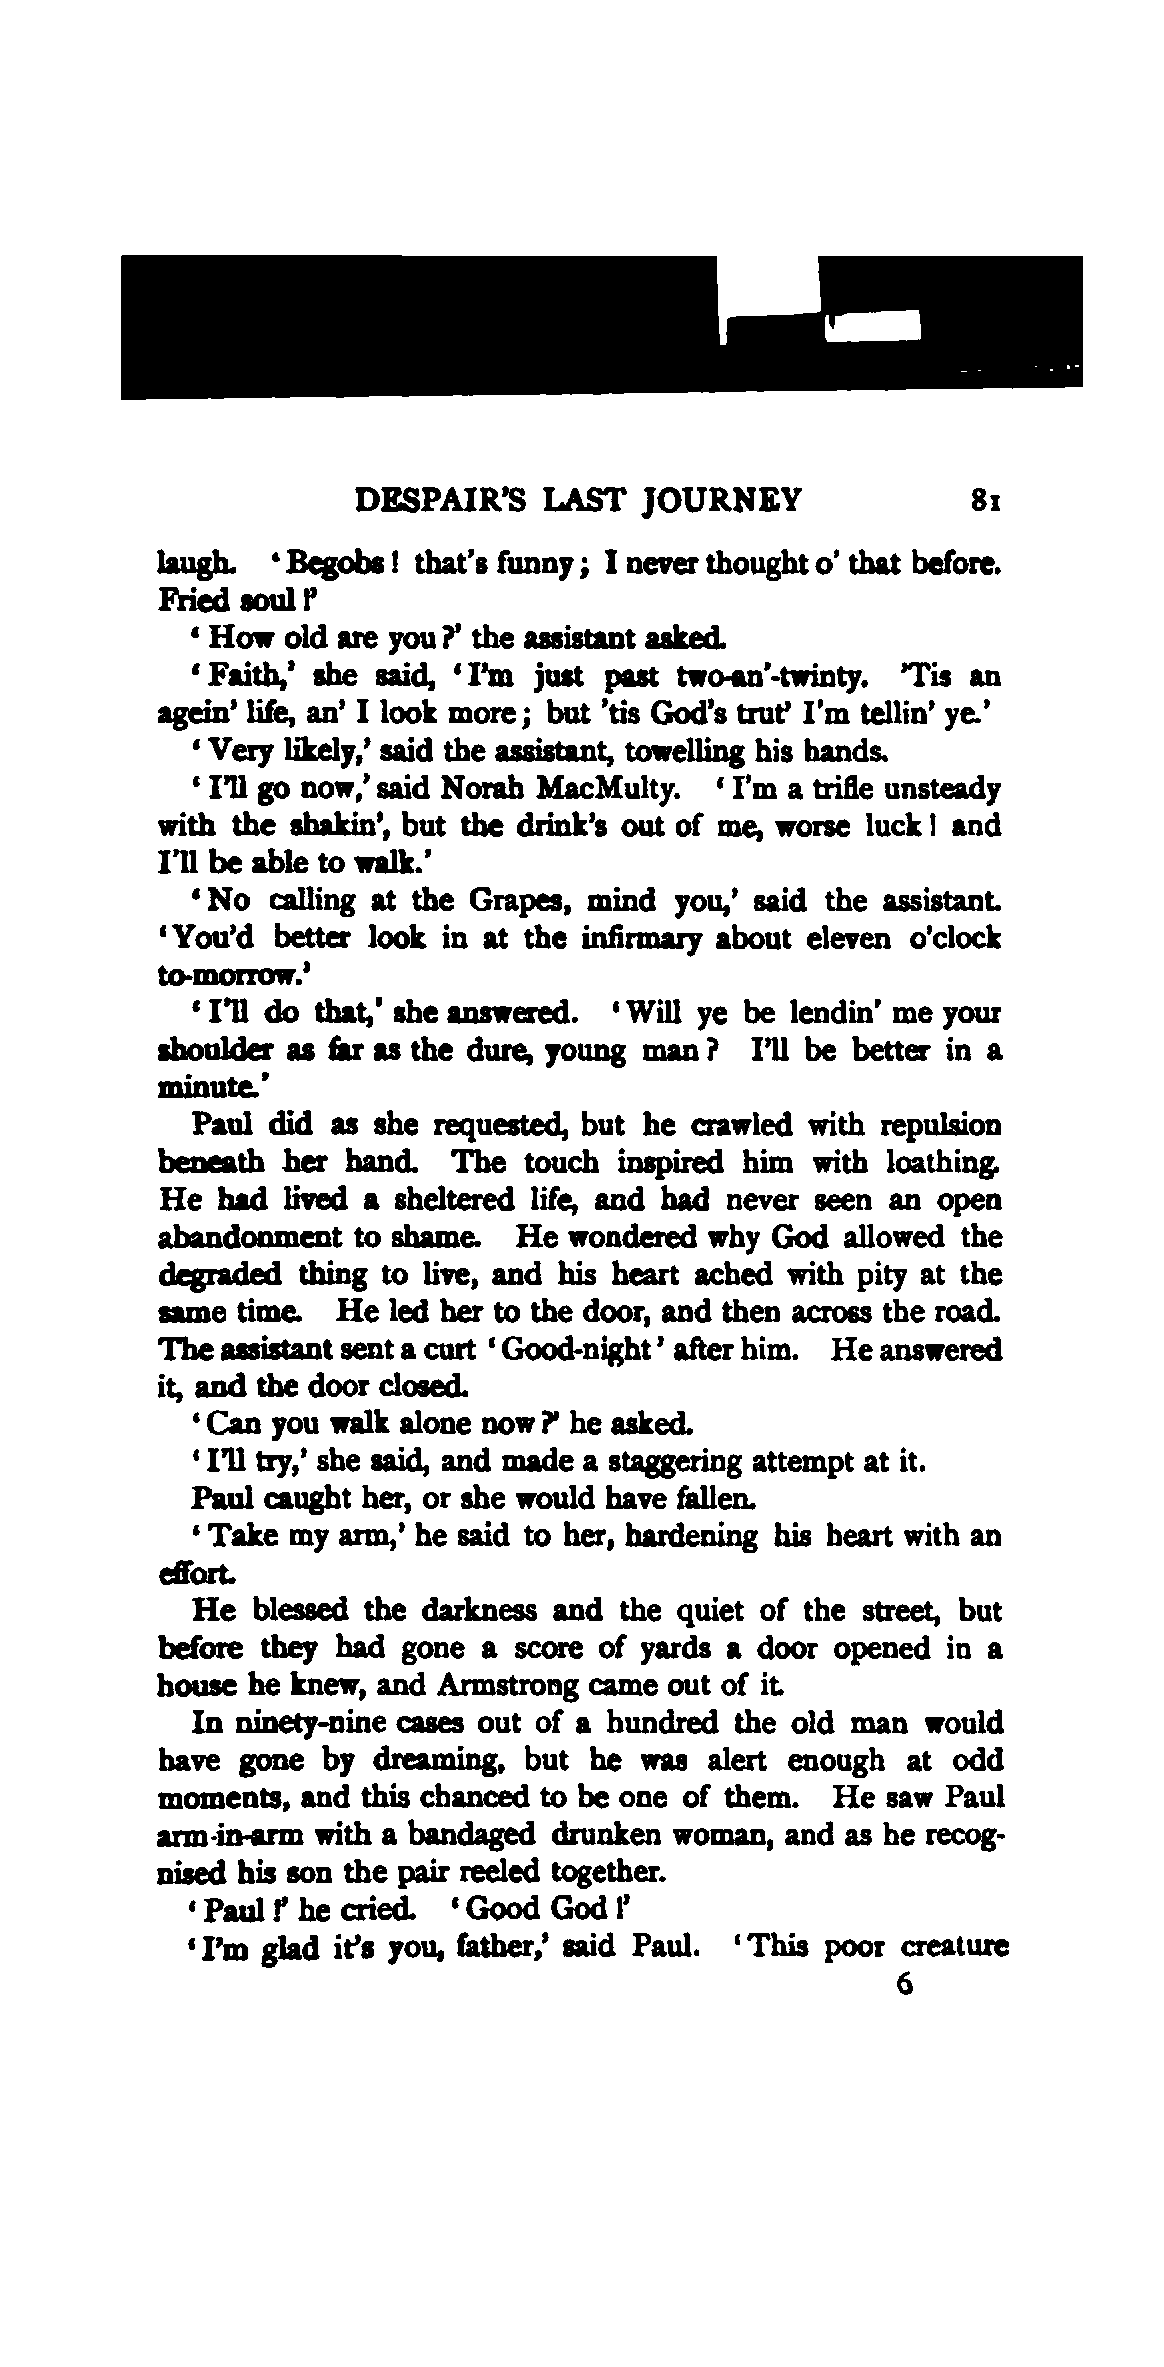 DESPAIR'S LAST JOURNEY 81
laugh. 'Begobs! that's funny; I never thought o' that before.
Fried soul!'
'How old are you?' the assistant asked.
'Faith,' she said, 'I'm just past two-an'-twinty. 'Tis an
agein' life, an' I look more; but 'tis God's trut' I'm tellin' ye.'
'Very likely,' said the assistant, towelling his hands.
'I'll go now,' said Norah MacMulty. 'I'm a trifle unsteady
with the shakin', but the drink's out of me, worse luck! and
I'll be able to walk.'
'No calling at the Grapes, mind you,' said the assistant.
'You'd better look in at the infirmary about eleven o'clock
to-morrow.'
'I'll do that,' she answered. 'Will ye be lendin' me your
shoulder as far as the dure, young man? I'll be better in a
minute.'
Paul did as she requested, but he crawled with repulsion
beneath her hand. The touch inspired him with loathing.
He had lived a sheltered life, and had never seen an open
abandonment to shame. He wondered why God allowed the
degraded thing to live, and his heart ached with pity at the
same time. He led her to the door, and then across the road.
The assistant sent a curt 'Good-night' after him. He answered
it, and the door closed.
'Can you walk alone now?' he asked.
'I'll try,' she said, and made a staggering attempt at it.
Paul caught her, or she would have fallen.
'Take my arm,' he said to her, hardening his heart with an
effort.
He blessed the darkness and the quiet of the street, but
before they had gone a score of yards a door opened in a
house he knew, and Armstrong came out of it.
In ninety-nine cases out of a hundred the old man would
have gone by dreaming, but he was alert enough at odd
moments, and this chanced to be one of them. He saw Paul
arm-in-arm with a bandaged drunken woman, and as he recog-
nised his son the pair reeled together.
'Paul!' he cried. 'Good God!'
'I'm glad it's you, father,' said Paul. 'This poor creature
6